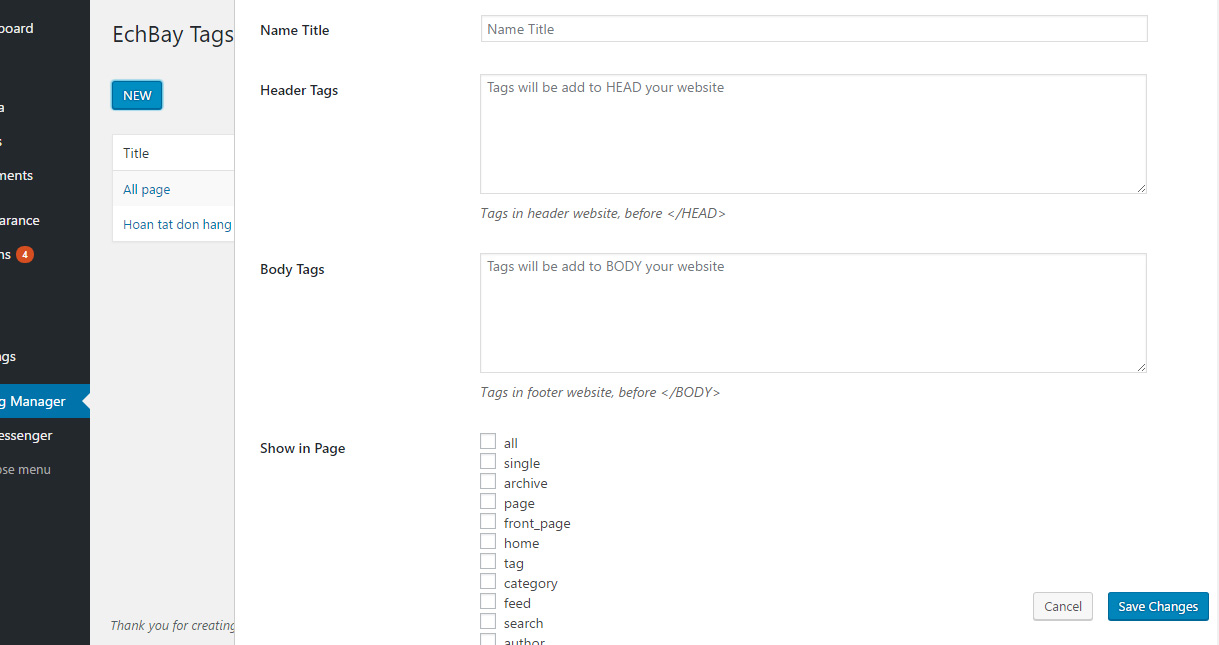 board
a
s
ments
arance
ns 4
ngs
g Manager
essenger
ose menu
EchBay Tags
NEW
Title
All page
Hoan tat don hang
Thank you for creating
Name Title
Name Title
Header Tags
Tags will be add to HEAD your website
Tags in header website, before </HEAD>
Body Tags
Tags will be add to BODY your website
Tags in footer website, before </BODY>
Show in Page
all
single
archive
page
front_page
home
tag
category
feed
search
author
Cancel
Save Changes